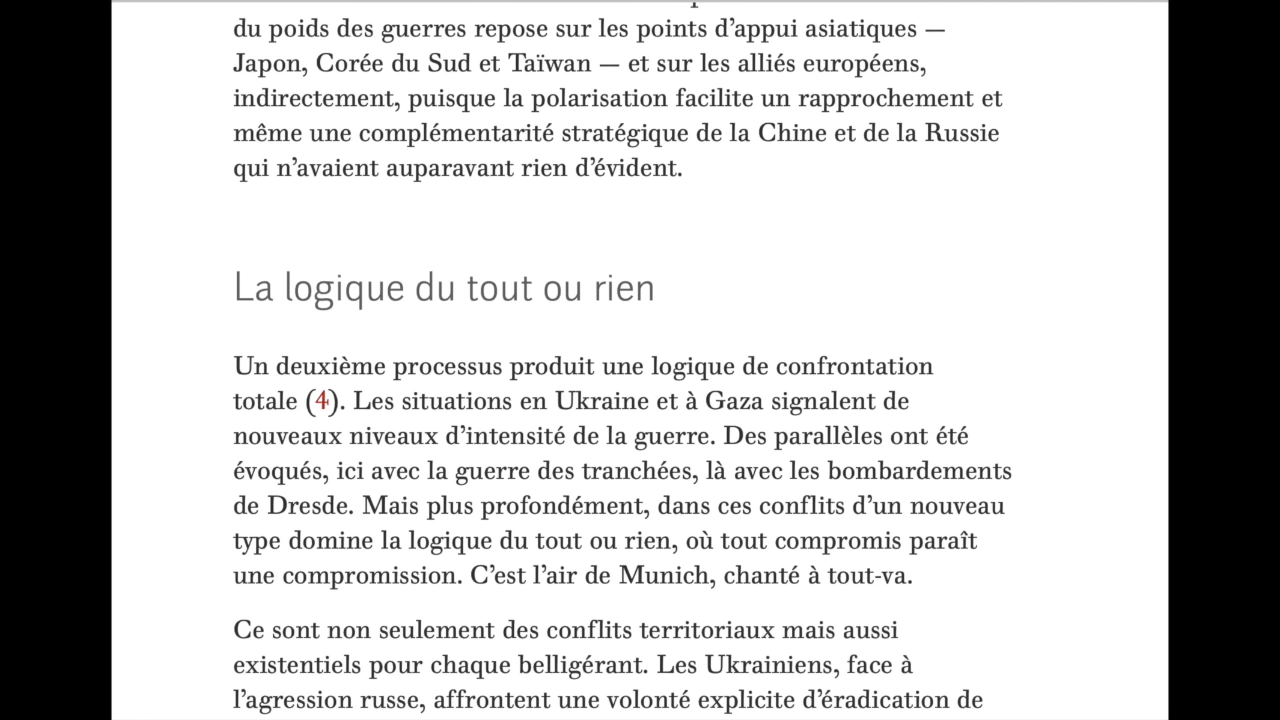 du poids des guerres repose sur les points d’appui asiatiques —
Japon, Corée du Sud et Taïwan — et sur les alliés européens,
indirectement, puisque la polarisation facilite un rapprochement et
même une complémentarité stratégique de la Chine et de la Russie
qui n’avaient auparavant rien d’évident.
La logique du tout ou rien
Un deuxième processus produit une logique de confrontation
totale (4). Les situations en Ukraine et à Gaza signalent de
nouveaux niveaux d’intensité de la guerre. Des parallèles ont été
évoqués, ici avec la guerre des tranchées, là avec les bombardements
de Dresde. Mais plus profondément, dans ces conflits d’un nouveau
type domine la logique du tout ou rien, où tout compromis paraît
une compromission. C’est l’air de Munich, chanté à tout-va.
Ce sont non seulement des conflits territoriaux mais aussi
existentiels pour chaque belligérant. Les Ukrainiens, face à
l’agression russe, affrontent une volonté explicite d’éradication de